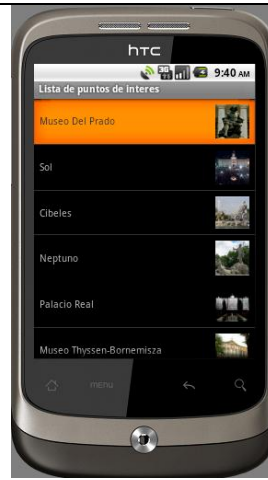 hTC
3G
9:40 AM
Lista de puntos de interes
Museo Del Prado
Sol
Cibeles
Neptuno
Palacio Real
Museo Thyssen-Bornemisza
menu